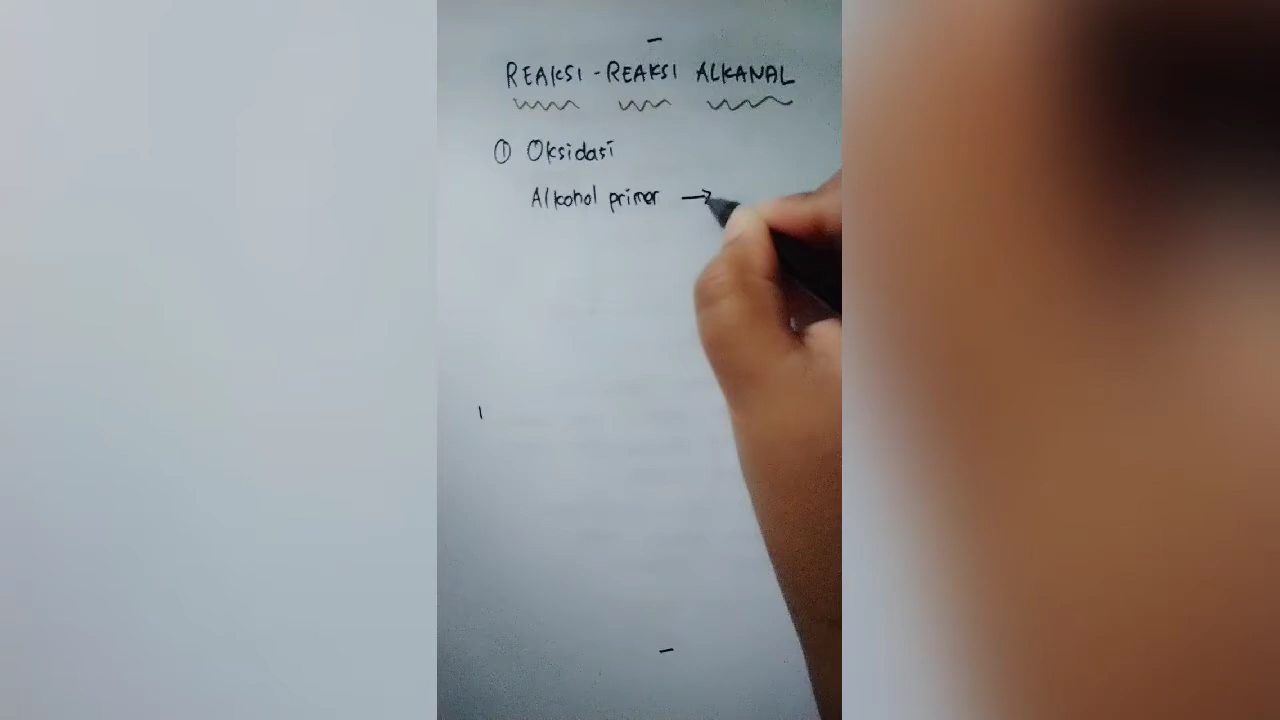 REAKSI - REAKSI ALKANAL
① Oksidasi
Alkohol primer →